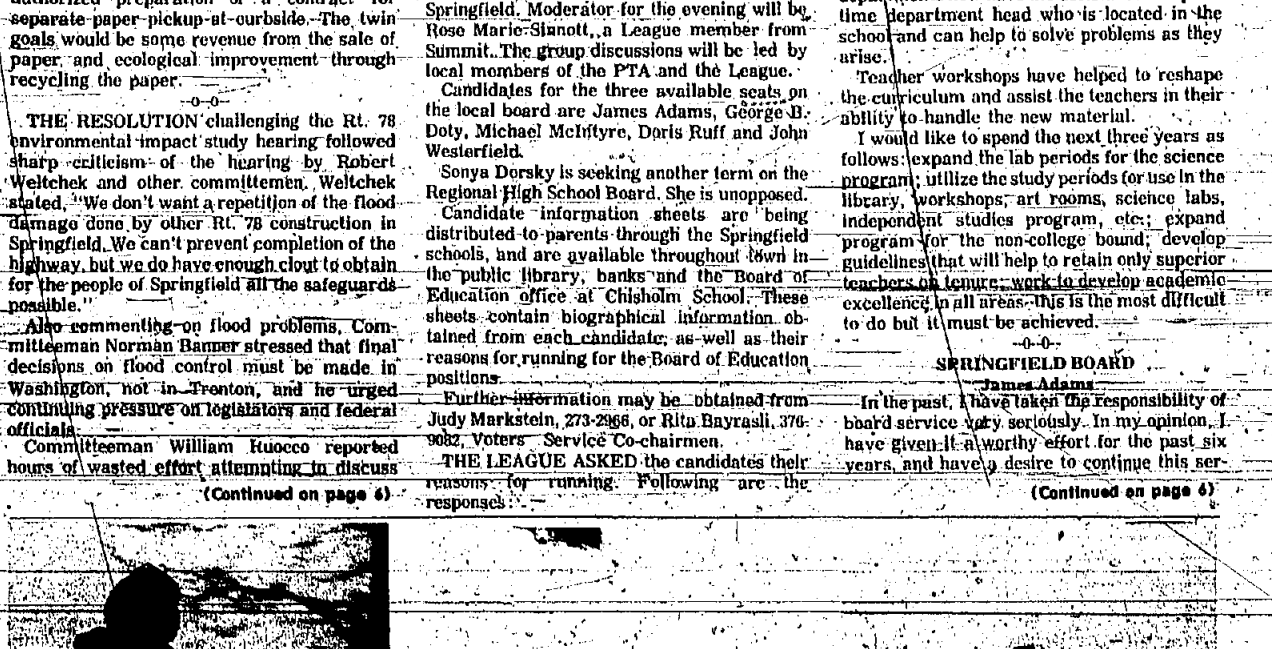 authorized preparation of a contract for
separate paper pickup at curbside. The twin
goals would be some revenue from the sale of
paper, and ecological improvement through
recycling the paper.
--o--o--
THE RESOLUTION challenging the Rt. 78
environmental impact study hearing followed
sharp criticism of the hearing by Robert
Weltchek and other committemen. Weltchek
stated, "We don't want a repetition of the flood
damage done by other Rt. 78 construction in
Springfield. We can't prevent completion of the
highway, but we do have enough clout to obtain
for the people of Springfield all the safeguards
possible."
Also commenting on flood problems, Com-
mitteeman Norman Banner stressed that final
decisions on flood control must be made in
Washington, not in Trenton, and he urged
continuing pressure on legislators and federal
officials.
Committeeman William Ruocco reported
hours of wasted effort attempting to discuss
(Continued on page 6)
Springfield. Moderator for the evening will be
Rose Marie Sinnott, a League member from
Summit. The group discussions will be led by
local members of the PTA and the League.
Candidates for the three available seats on
the local board are James Adams, George B.
Doty, Michael McIntyre, Doris Ruff and John
Westerfield.
Sonya Dorsky is seeking another term on the
Regional High School Board. She is unopposed.
Candidate information sheets are being
distributed to parents through the Springfield
schools, and are available throughout town in
the public library, banks and the Board of
Education office at Chisholm School. These
sheets contain biographical information ob-
tained from each candidate, as well as their
reasons for running for the Board of Education
positions.
Further information may be obtained from
Judy Markstein, 273-2966, or Rita Bayrasli, 376-
9082, Voters Service Co-chairmen.
THE LEAGUE ASKED the candidates their
reasons for running. Following are the
responses:
time department head who is located in the
school and can help to solve problems as they
arise.
Teacher workshops have helped to reshape
the curriculum and assist the teachers in their
ability to handle the new material.
I would like to spend the next three years as
follows: expand the lab periods for the science
program; utilize the study periods for use in the
library, workshops, art rooms, science labs,
independent studies program, etc.; expand
program for the non-college bound; develop
guidelines that will help to retain only superior
teachers on tenure; work to develop academic
excellence in all areas--this is the most difficult
to do but it must be achieved.
--o--o--
SPRINGFIELD BOARD
James Adams
In the past, I have taken the responsibility of
board service very seriously. In my opinion, I
have given it a worthy effort for the past six
years, and have a desire to continue this ser-
(Continued on page 6)